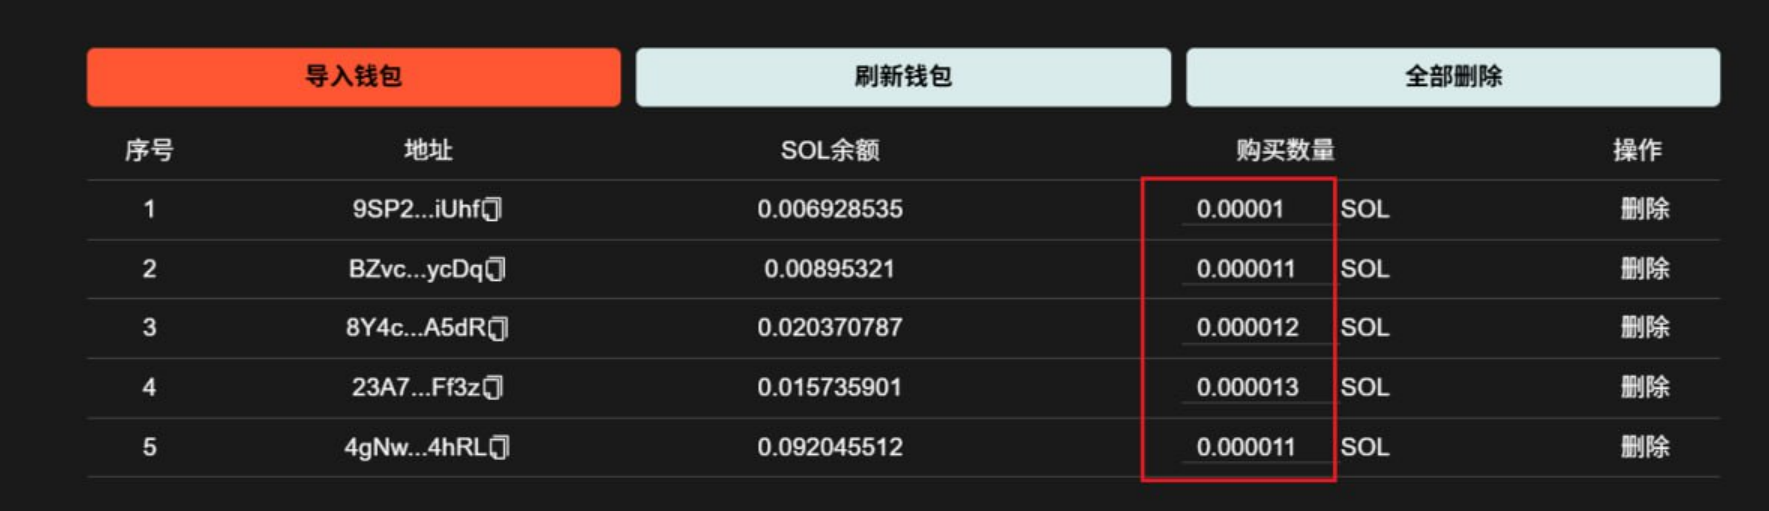 导入钱包 刷新钱包 全部删除
序号 地址 SOL余额 购买数量 操作
1 9SP2...iUhf 0.006928535 0.00001 SOL 删除
2 BZvc...ycDq 0.00895321 0.000011 SOL 删除
3 8Y4c...A5dR 0.020370787 0.000012 SOL 删除
4 23A7...Ff3z 0.015735901 0.000013 SOL 删除
5 4gNw...4hRL 0.092045512 0.000011 SOL 删除